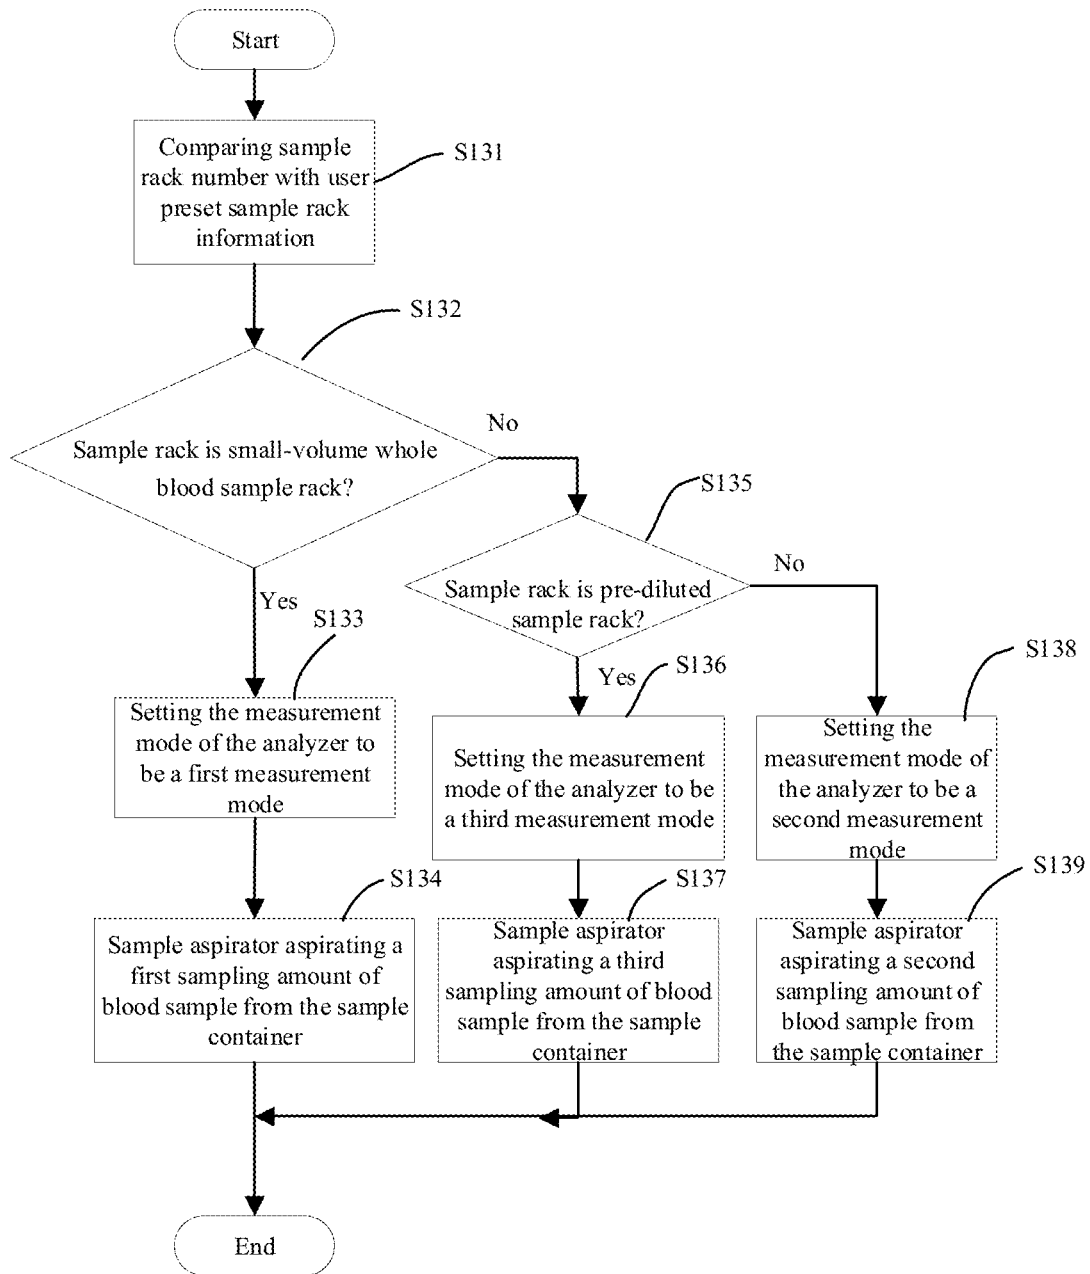 Start
Comparing sample
rack number with user
preset sample rack
information
S131
S132
Sample rack is small-volume whole
blood sample rack?
No
Yes
S135
Sample rack is pre-diluted
sample rack?
No
Yes
S133
Setting the measurement
mode of the analyzer to
be a first measurement
mode
S136
Setting the measurement
mode of the analyzer to be
a third measurement mode
S138
Setting the
measurement mode of
the analyzer to be a
second measurement
mode
S134
Sample aspirator aspirating a
first sampling amount of
blood sample from the sample
container
S137
Sample aspirator
aspirating a third
sampling amount of blood
sample from the sample
container
S139
Sample aspirator
aspirating a second
sampling amount of
blood sample from
the sample container
End